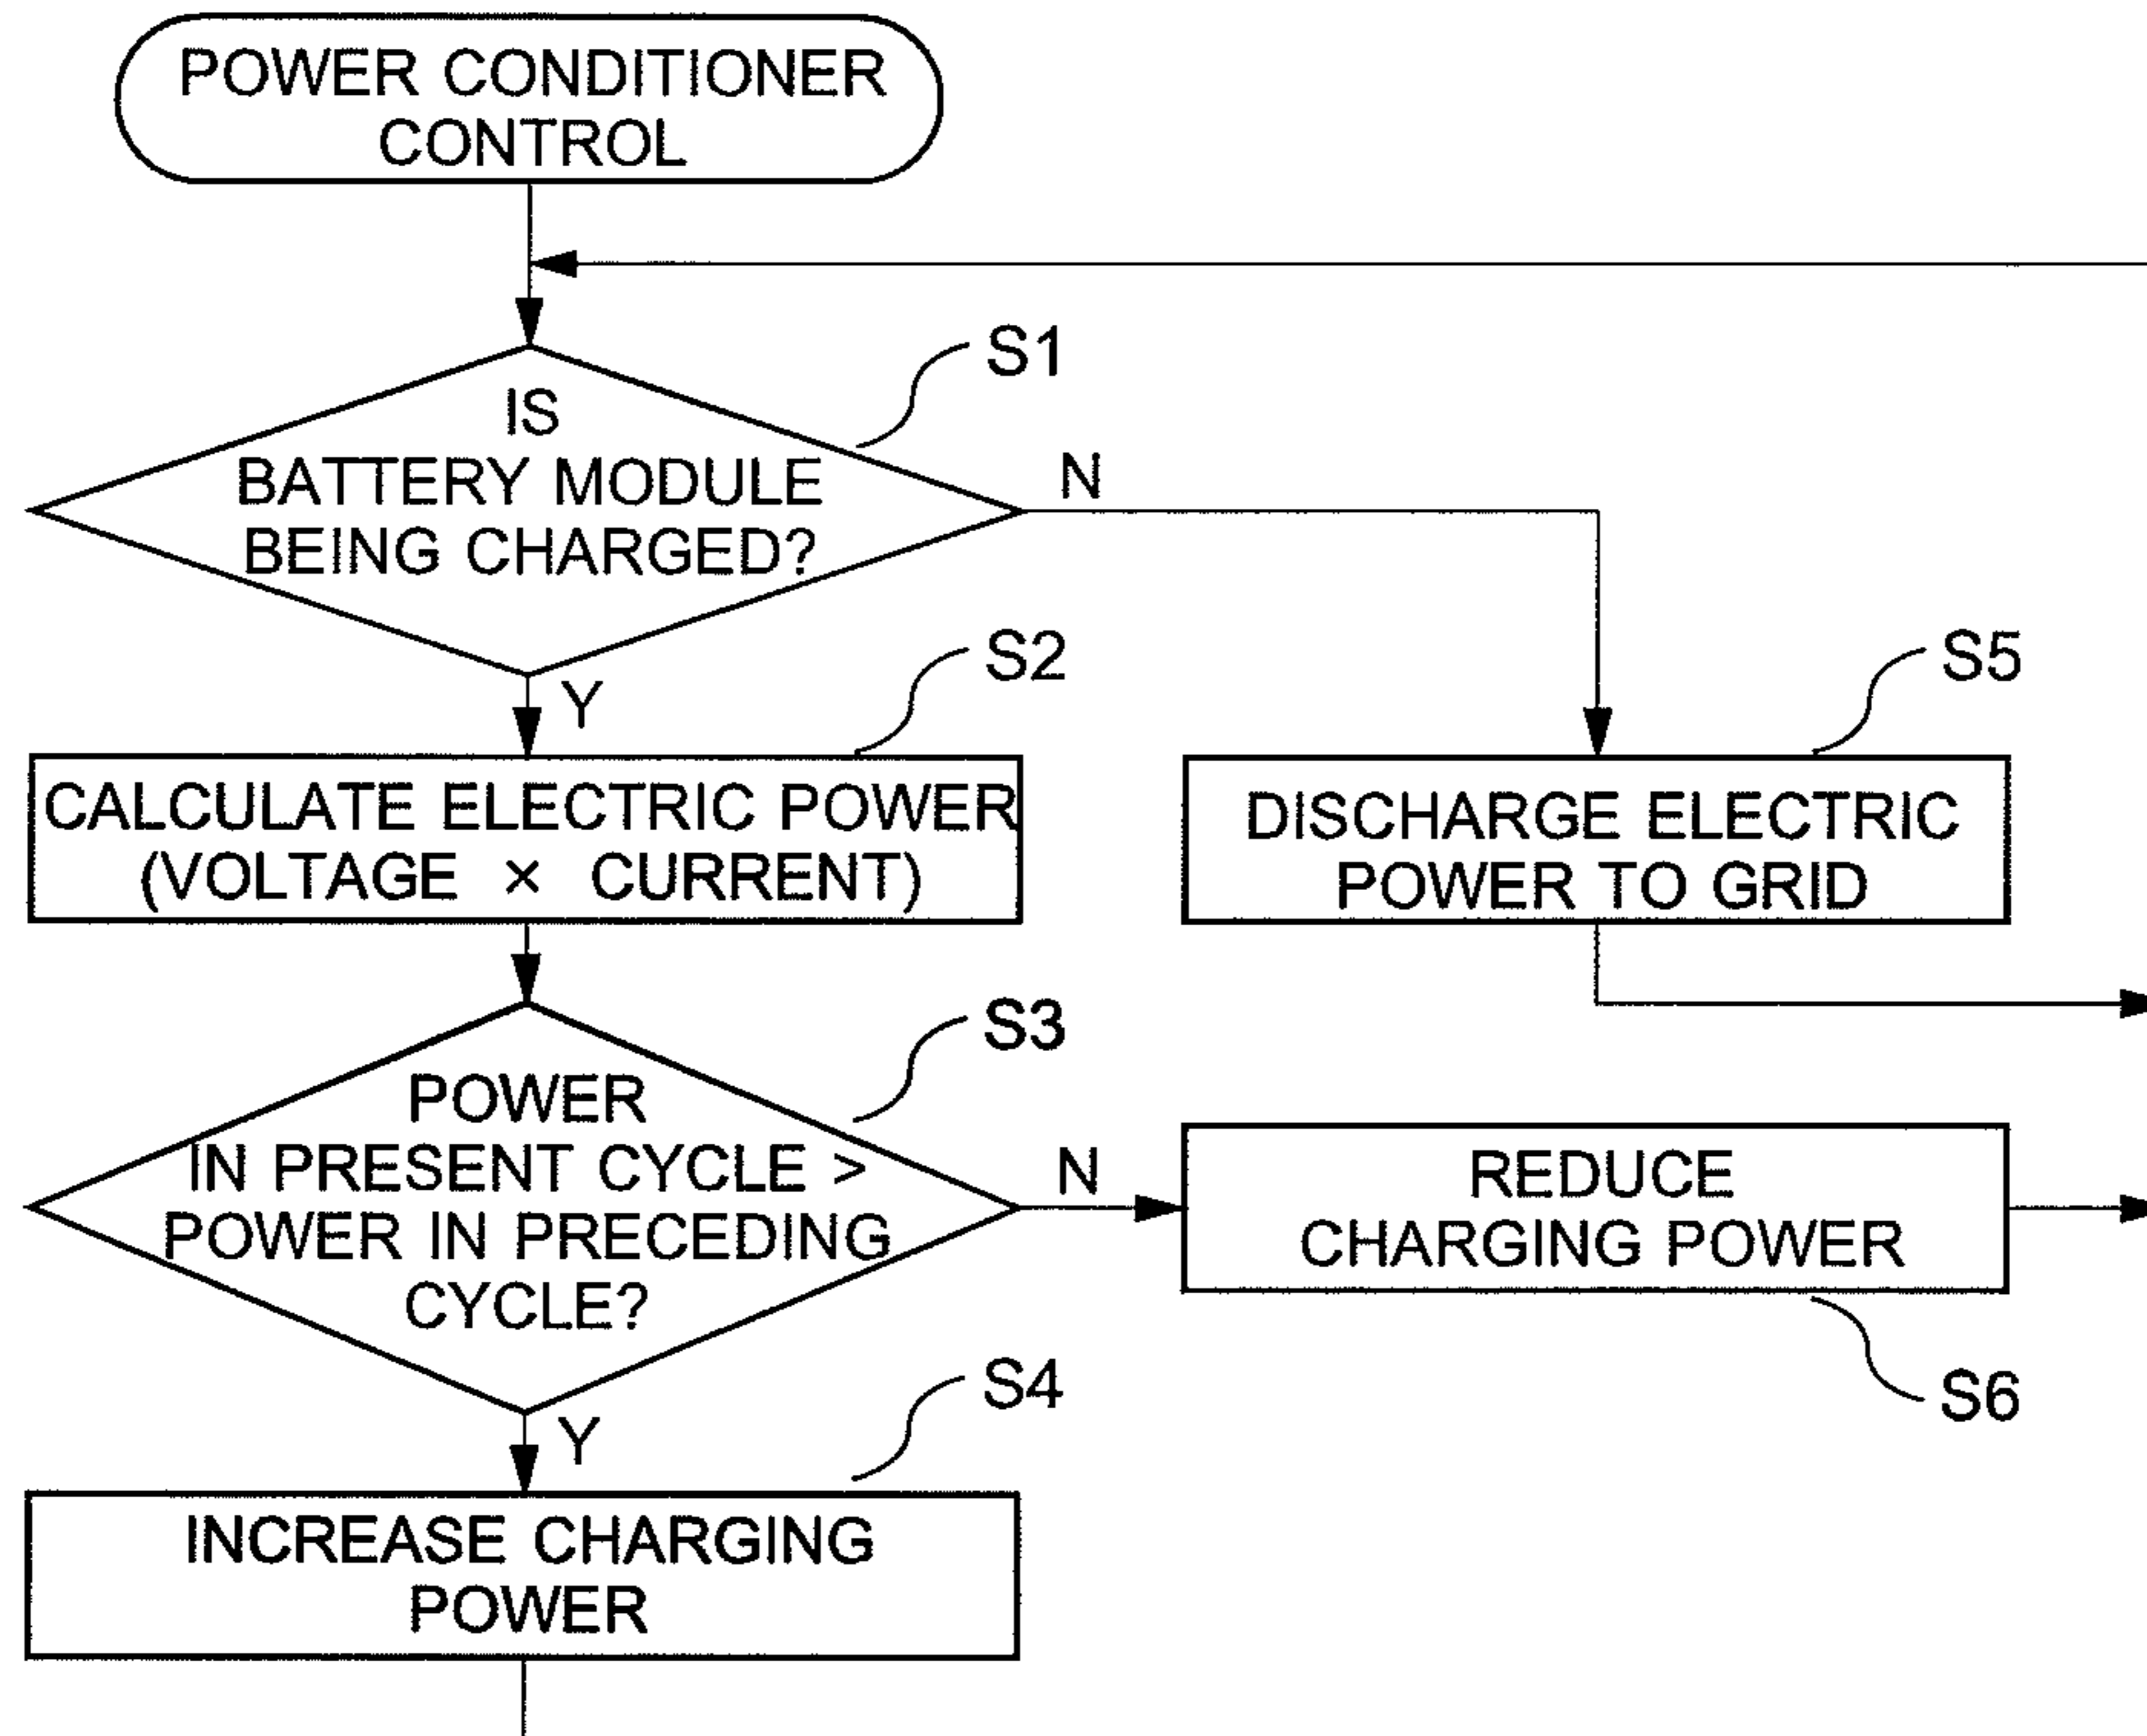 POWER CONDITIONER
CONTROL
S1
IS
BATTERY MODULE
BEING CHARGED?
N
Y
S2
CALCULATE ELECTRIC POWER
(VOLTAGE × CURRENT)
S5
DISCHARGE ELECTRIC
POWER TO GRID
S3
POWER
IN PRESENT CYCLE >
POWER IN PRECEDING
CYCLE?
N
REDUCE
CHARGING POWER
S6
Y
S4
INCREASE CHARGING
POWER